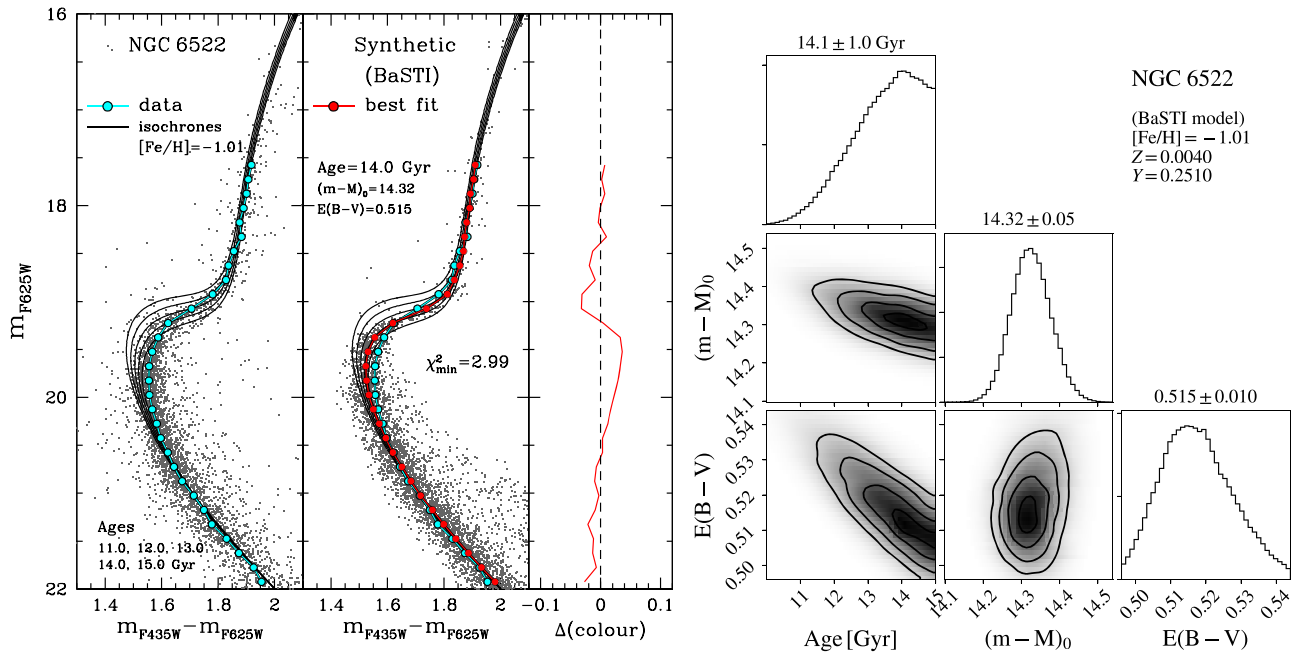 NGC 6522
data
isochrones
[Fe/H]=−1.01
Ages
11.0, 12.0, 13.0
14.0, 15.0 Gyr
16
18
20
22
m_F625W
1.4 1.6 1.8 2
m_F435W−m_F625W
Synthetic
(BaSTI)
best fit
Age=14.0 Gyr
(m−M)_0=14.32
E(B−V)=0.515
χ²_min=2.99
1.4 1.6 1.8 2
m_F435W−m_F625W
−0.1 0 0.1
Δ(colour)
14.1 ± 1.0 Gyr
NGC 6522
(BaSTI model)
[Fe/H] = −1.01
Z = 0.0040
Y = 0.2510
14.32 ± 0.05
14.5
14.4
14.3
14.2
14.1
(m − M)_0
0.515 ± 0.010
0.54
0.53
0.52
0.51
0.50
E(B − V)
11 12 13 14 15
Age [Gyr]
14.1 14.2 14.3 14.4 14.5
(m − M)_0
0.50 0.51 0.52 0.53 0.54
E(B − V)